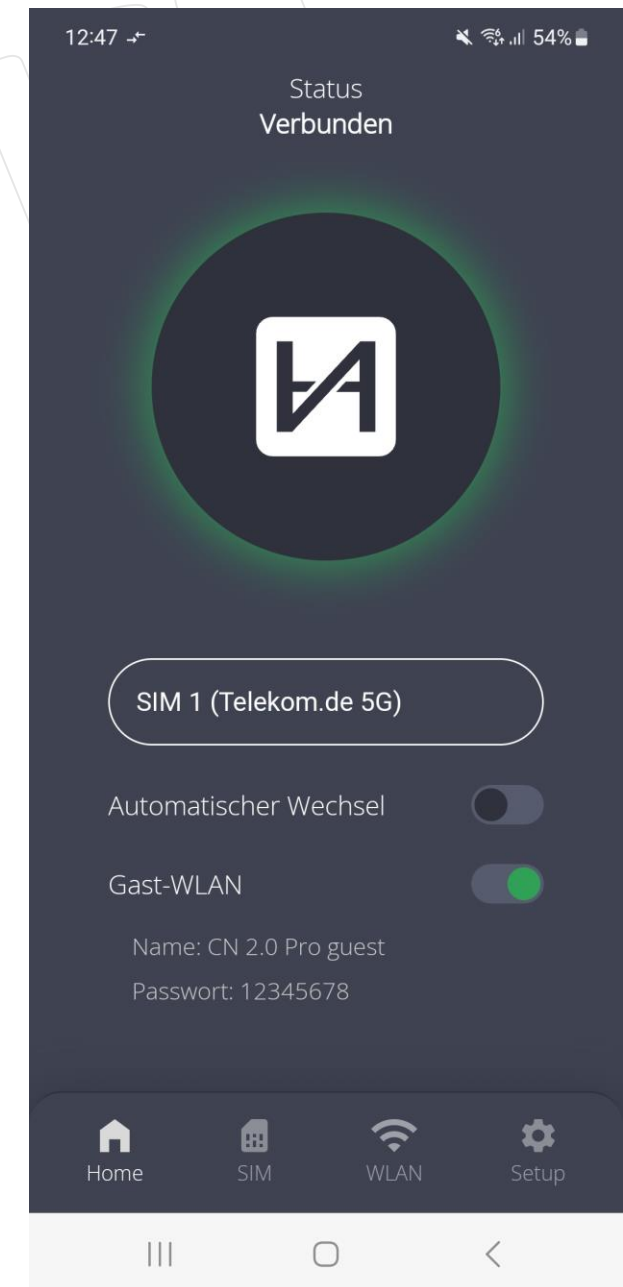 12:47 54%
Status
Verbunden
SIM 1 (Telekom.de 5G)
Automatischer Wechsel
Gast-WLAN
Name: CN 2.0 Pro guest
Passwort: 12345678
Home SIM WLAN Setup